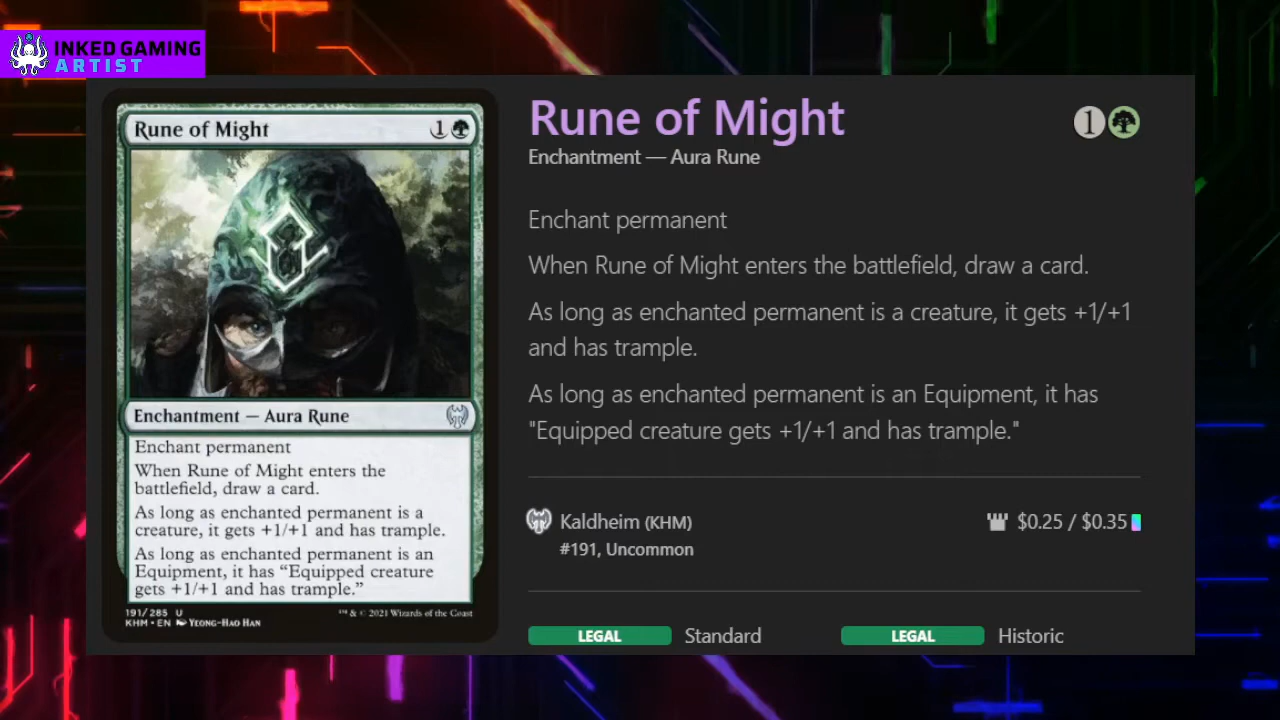 INKED GAMING
ARTIST
Rune of Might 1
Enchantment — Aura Rune
Enchant permanent
When Rune of Might enters the
battlefield, draw a card.
As long as enchanted permanent is a
creature, it gets +1/+1 and has trample.
As long as enchanted permanent is an
Equipment, it has “Equipped creature
gets +1/+1 and has trample.”
191/285 U
™ & © 2021 Wizards of the Coast
KHM • EN Yeong-Hao Han
Rune of Might 1
Enchantment — Aura Rune
Enchant permanent
When Rune of Might enters the battlefield, draw a card.
As long as enchanted permanent is a creature, it gets +1/+1
and has trample.
As long as enchanted permanent is an Equipment, it has
"Equipped creature gets +1/+1 and has trample."
Kaldheim (KHM) $0.25 / $0.35
#191, Uncommon
LEGAL Standard LEGAL Historic